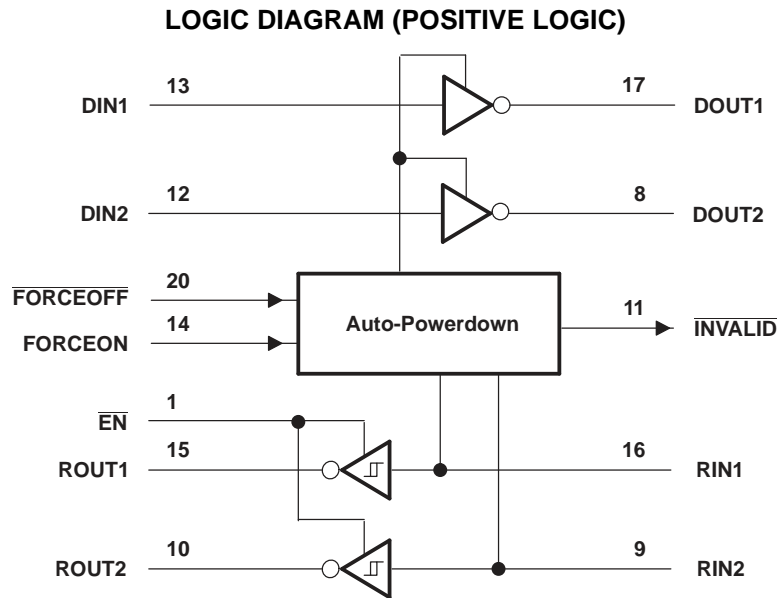 LOGIC DIAGRAM (POSITIVE LOGIC)
DIN1 13 17 DOUT1
DIN2 12 8 DOUT2
FORCEOFF 20
Auto-Powerdown 11 INVALID
FORCEON 14
EN 1
ROUT1 15 16 RIN1
ROUT2 10 9 RIN2